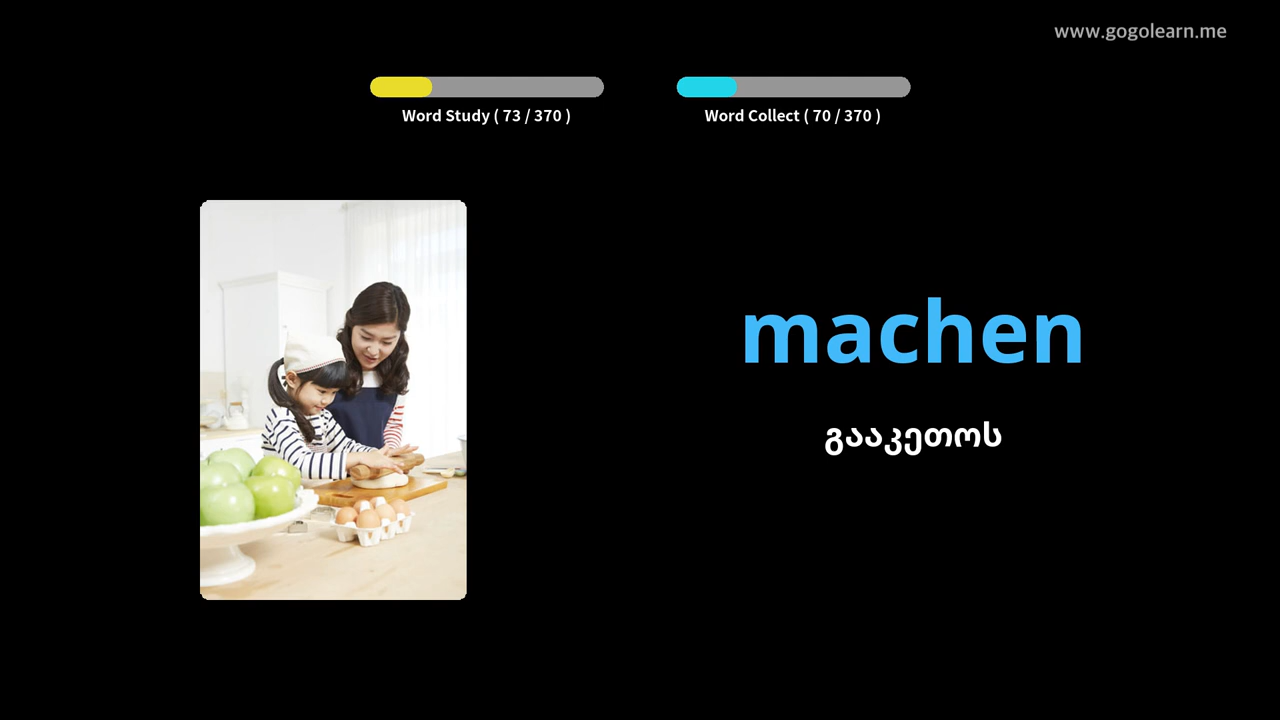 www.gogolearn.me
Word Study ( 73 / 370 )
Word Collect ( 70 / 370 )
machen
გააკეთოს